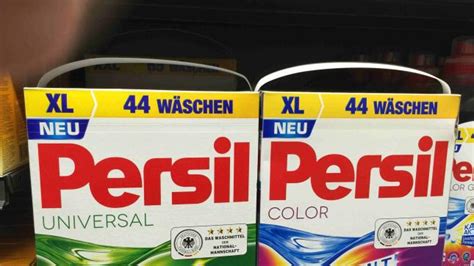 XL 44 WÄSCHEN
NEU
Persil
UNIVERSAL
DAS WASCHMITTEL
DER
NATIONAL-
MANNSCHAFT
XL 44 WÄSCHEN
NEU
Persil
COLOR
DAS WASCHMITTEL
DER
NATIONAL-
MANNSCHAFT